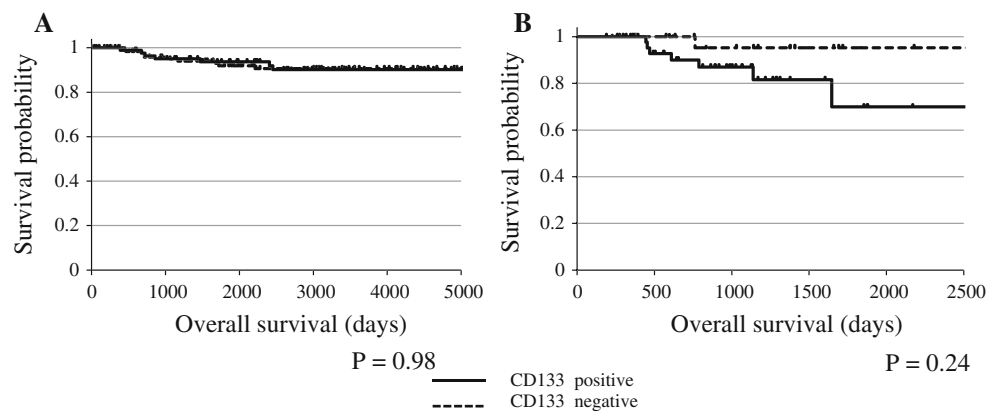 A
Survival probability
1
0.8
0.6
0.4
0.2
0
0 1000 2000 3000 4000 5000
Overall survival (days)
P = 0.98
B
Survival probability
1
0.8
0.6
0.4
0.2
0
0 500 1000 1500 2000 2500
Overall survival (days)
P = 0.24
CD133 positive
CD133 negative